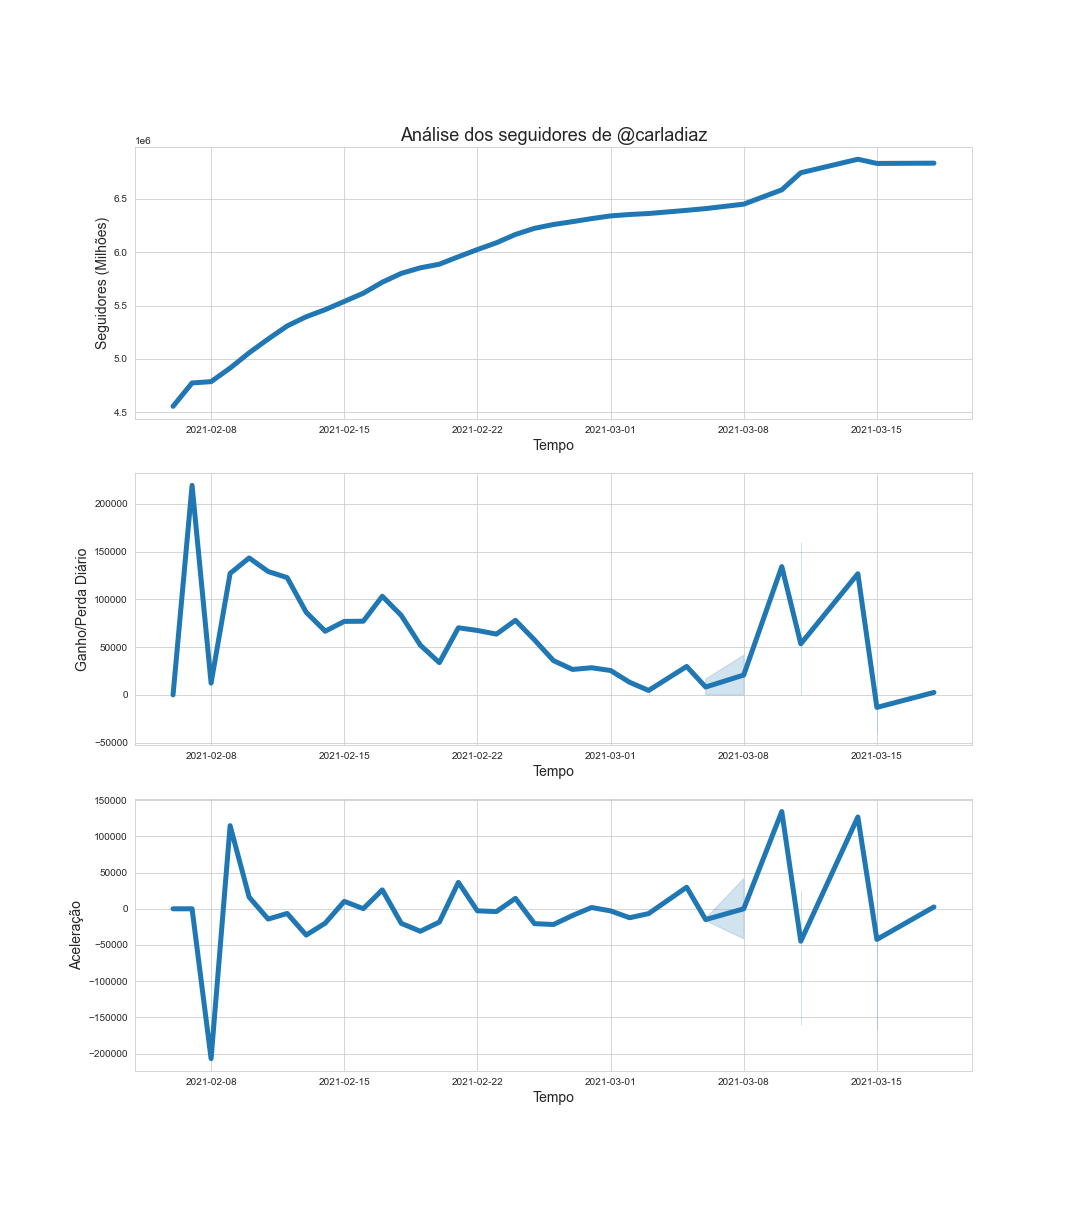 Análise dos seguidores de @carladiaz
1e6
Seguidores (Milhões)
6.5
6.0
5.5
5.0
4.5
2021-02-08 2021-02-15 2021-02-22 2021-03-01 2021-03-08 2021-03-15
Tempo
Ganho/Perda Diário
200000
150000
100000
50000
0
−50000
2021-02-08 2021-02-15 2021-02-22 2021-03-01 2021-03-08 2021-03-15
Tempo
Aceleração
150000
100000
50000
0
−50000
−100000
−150000
−200000
2021-02-08 2021-02-15 2021-02-22 2021-03-01 2021-03-08 2021-03-15
Tempo